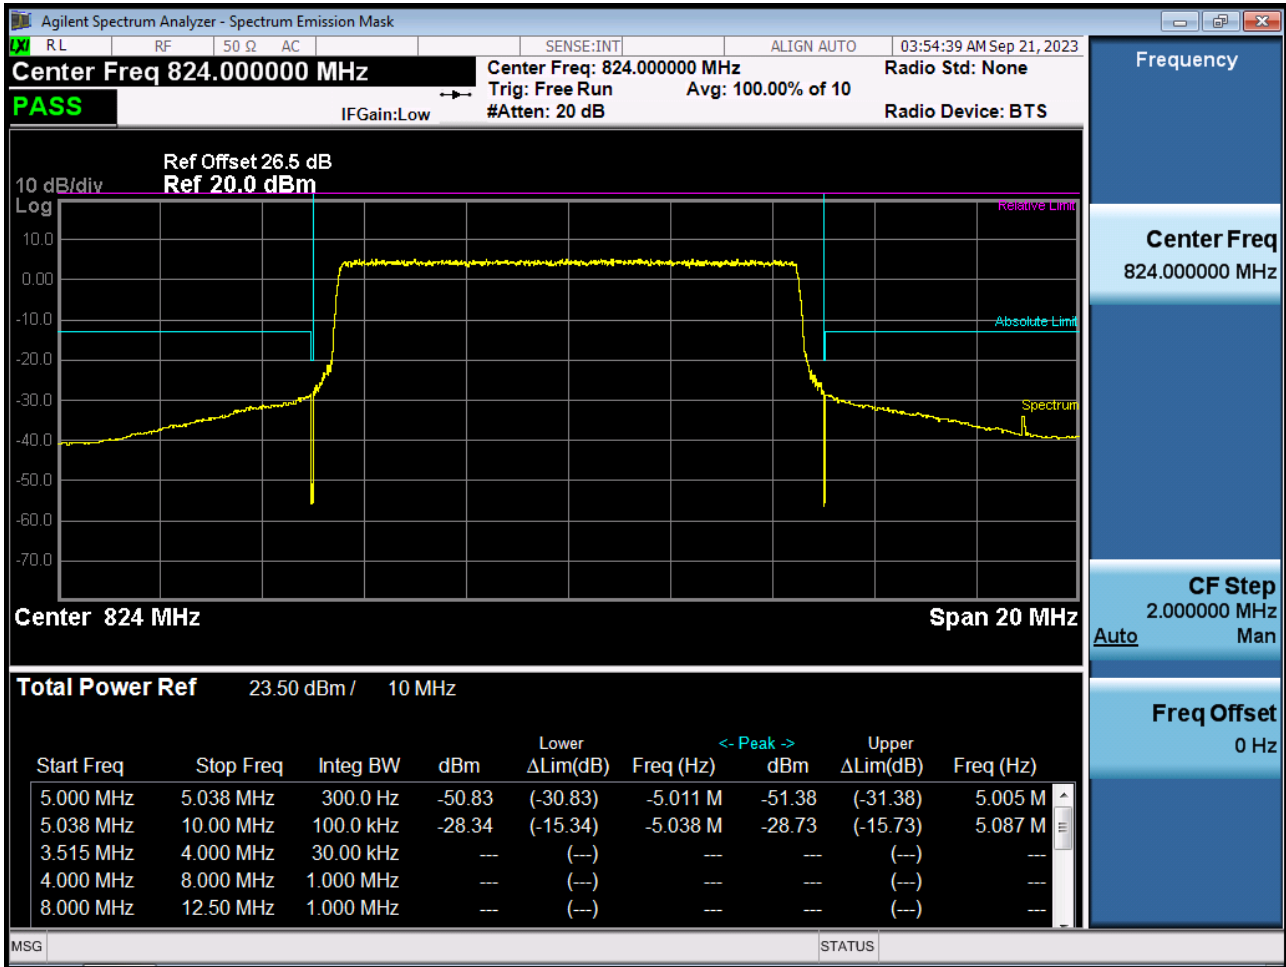 Agilent Spectrum Analyzer - Spectrum Emission Mask
LXI RL RF 50 Ω AC SENSE:INT ALIGN AUTO 03:54:39 AM Sep 21, 2023
Center Freq 824.000000 MHz
Center Freq: 824.000000 MHz Radio Std: None
Trig: Free Run Avg: 100.00% of 10
PASS
IFGain:Low #Atten: 20 dB Radio Device: BTS
Ref Offset 26.5 dB
10 dB/div Ref 20.0 dBm
Log
Relative Limit
10.0
0.00
-10.0
Absolute Limit
-20.0
-30.0
Spectrum
-40.0
-50.0
-60.0
-70.0
Center 824 MHz Span 20 MHz
Total Power Ref 23.50 dBm / 10 MHz
Lower <- Peak -> Upper
Start Freq Stop Freq Integ BW dBm ΔLim(dB) Freq (Hz) dBm ΔLim(dB) Freq (Hz)
5.000 MHz 5.038 MHz 300.0 Hz -50.83 (-30.83) -5.011 M -51.38 (-31.38) 5.005 M
5.038 MHz 10.00 MHz 100.0 kHz -28.34 (-15.34) -5.038 M -28.73 (-15.73) 5.087 M
3.515 MHz 4.000 MHz 30.00 kHz --- (---) --- --- (---) ---
4.000 MHz 8.000 MHz 1.000 MHz --- (---) --- --- (---) ---
8.000 MHz 12.50 MHz 1.000 MHz --- (---) --- --- (---) ---
MSG STATUS
Frequency
Center Freq
824.000000 MHz
CF Step
2.000000 MHz
Auto Man
Freq Offset
0 Hz